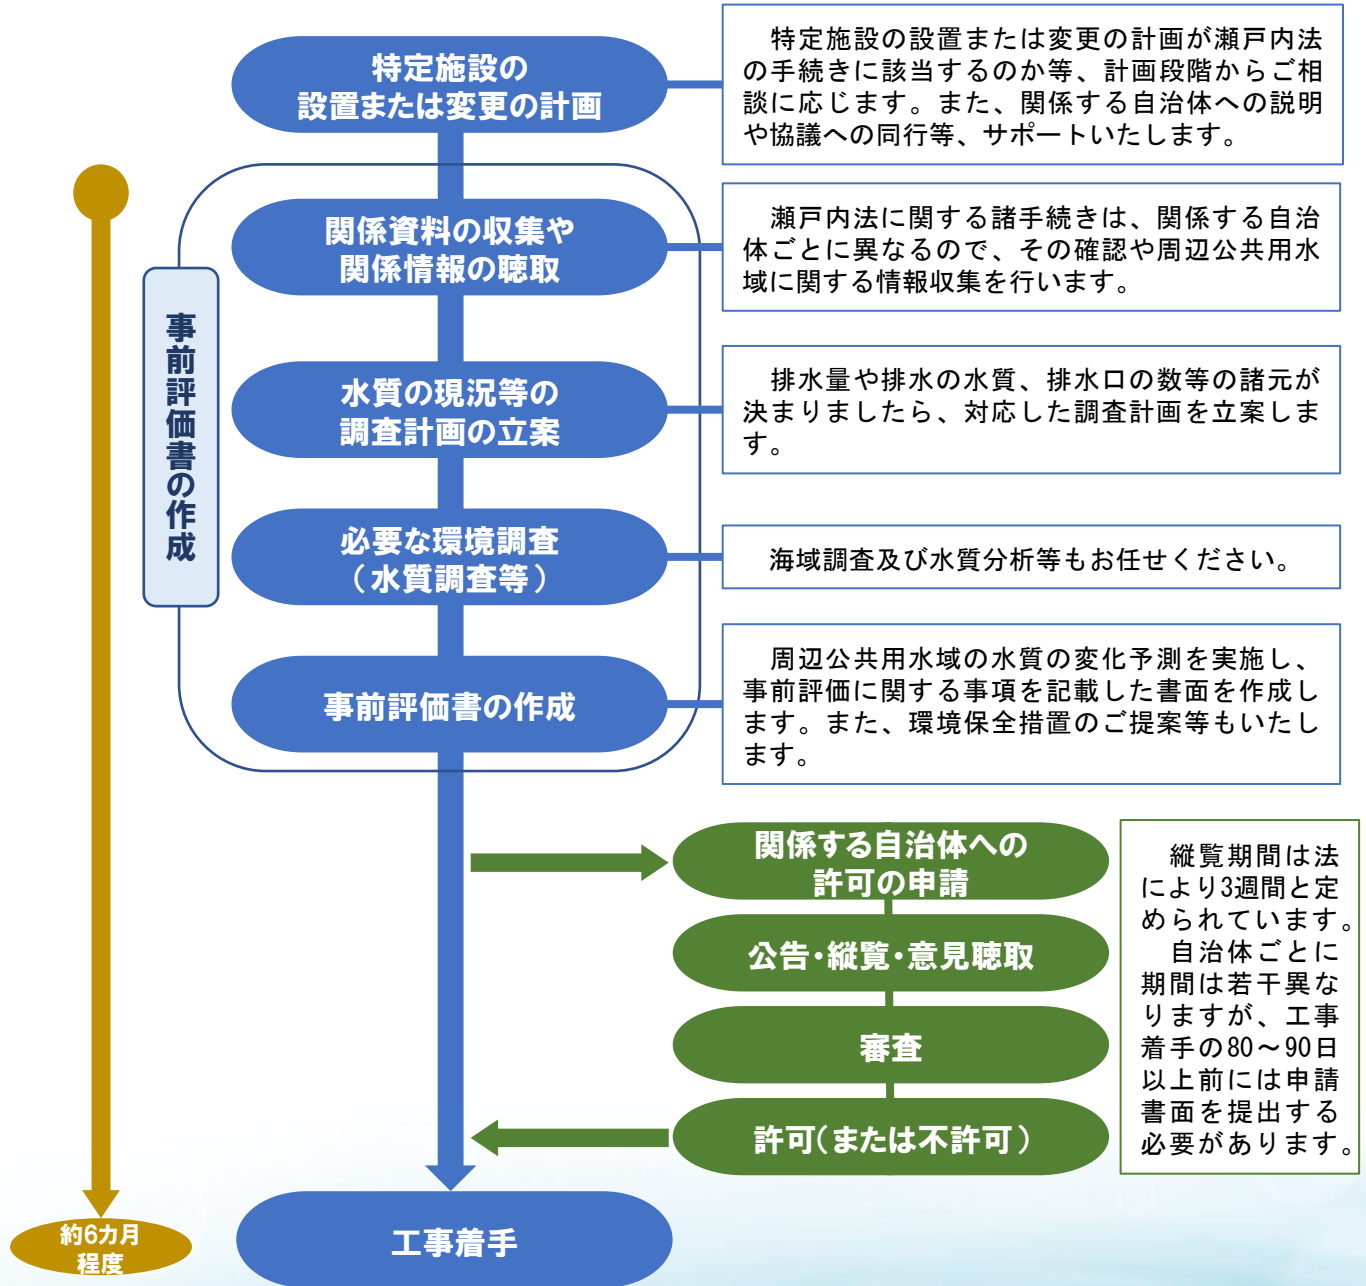 特定施設の
設置または変更の計画
特定施設の設置または変更の計画が瀬戸内法
の手続きに該当するのか等、計画段階からご相
談に応じます。また、関係する自治体への説明
や協議への同行等、サポートいたします。
事前評価書の作成
関係資料の収集や
関係情報の聴取
瀬戸内法に関する諸手続きは、関係する自治
体ごとに異なるので、その確認や周辺公共用水
域に関する情報収集を行います。
水質の現況等の
調査計画の立案
排水量や排水の水質、排水口の数等の諸元が
決まりましたら、対応した調査計画を立案しま
す。
必要な環境調査
（水質調査等）
海域調査及び水質分析等もお任せください。
事前評価書の作成
周辺公共用水域の水質の変化予測を実施し、
事前評価に関する事項を記載した書面を作成し
ます。また、環境保全措置のご提案等もいたし
ます。
関係する自治体への
許可の申請
公告・縦覧・意見聴取
審査
許可（または不許可）
縦覧期間は法
により3週間と定
められています。
自治体ごとに
期間は若干異な
りますが、工事
着手の80～90日
以上前には申請
書面を提出する
必要があります。
約6カ月
程度
工事着手